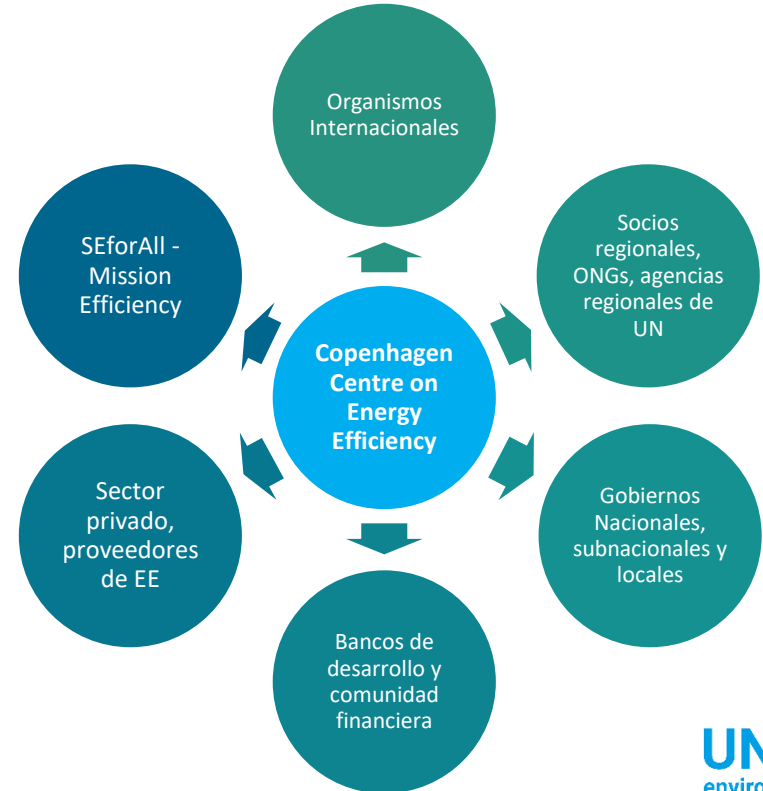 Organismos
Internacionales
Socios
regionales,
ONGs, agencias
regionales de
UN
Gobiernos
Nacionales,
subnacionales y
locales
Bancos de
desarrollo y
comunidad
financiera
Sector
privado,
proveedores
de EE
SEforAll -
Mission
Efficiency
Copenhagen
Centre on
Energy
Efficiency
UN